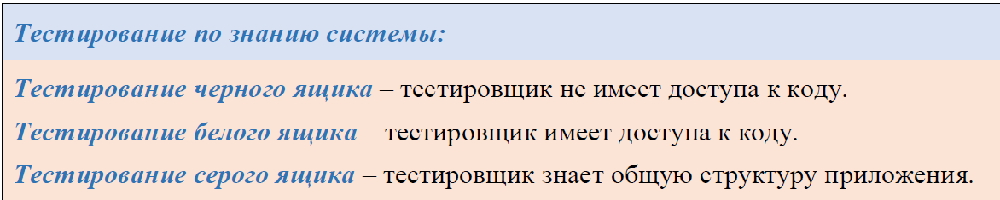 Тестирование по знанию системы:
Тестирование черного ящика – тестировщик не имеет доступа к коду.
Тестирование белого ящика – тестировщик имеет доступа к коду.
Тестирование серого ящика – тестировщик знает общую структуру приложения.